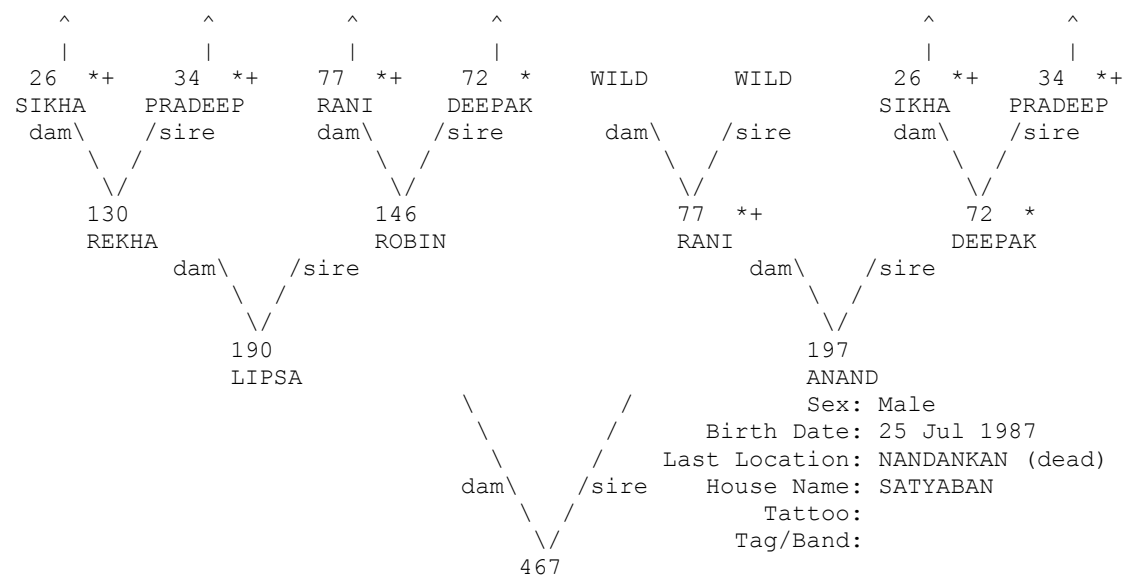 ^ ^ ^ ^ ^ ^
| | | | | |
26 *+ 34 *+ 77 *+ 72 * WILD WILD 26 *+ 34 *+
SIKHA PRADEEP RANI DEEPAK SIKHA PRADEEP
dam\ /sire dam\ /sire dam\ /sire dam\ /sire
\ / \ / \ / \ /
\/ \/ \/ \/
130 146 77 *+ 72 *
REKHA ROBIN RANI DEEPAK
dam\ /sire dam\ /sire
\ / \ /
\/ \/
190 197
LIPSA ANAND
\ / Sex: Male
\ / Birth Date: 25 Jul 1987
\ / Last Location: NANDANKAN (dead)
dam\ /sire House Name: SATYABAN
\ / Tattoo:
\/ Tag/Band:
467